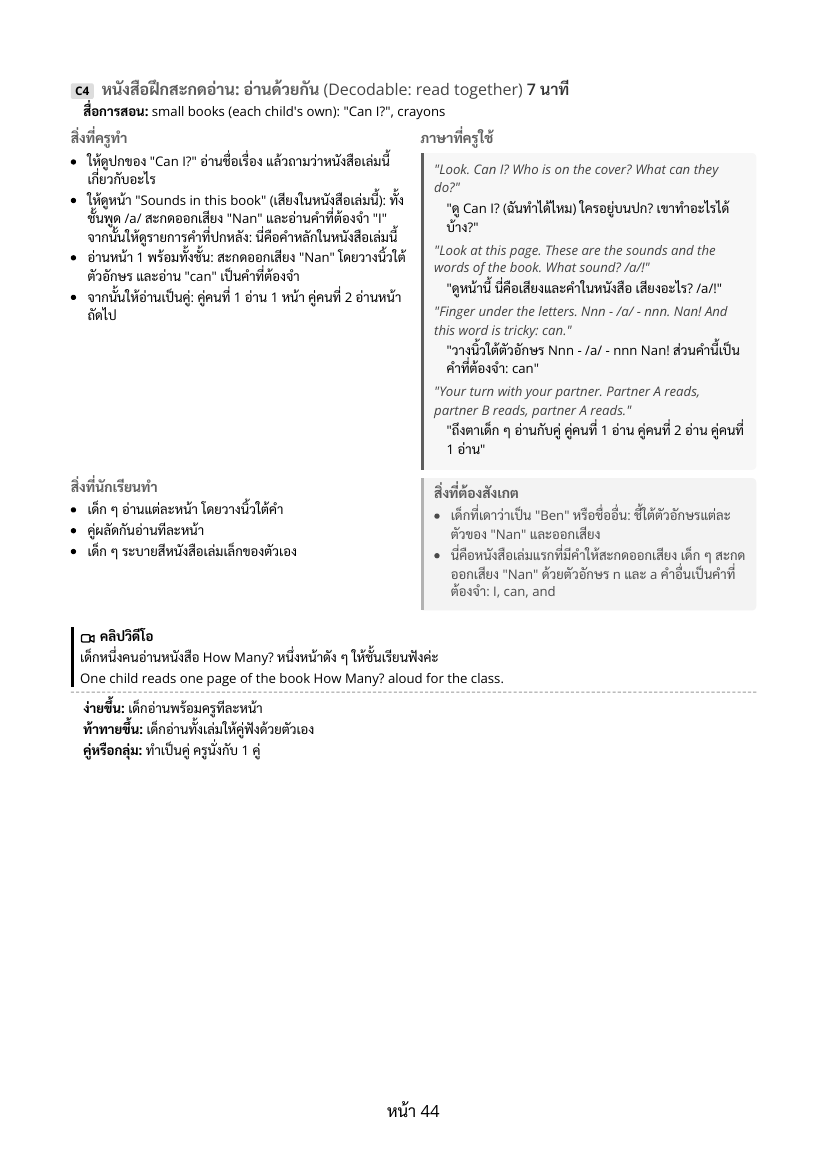 C4 หนังสือฝึกสะกดอ่าน: อ่านด้วยกัน (Decodable: read together) 7 นาที
สื่อการสอน: small books (each child's own): "Can I?", crayons
สิ่งที่ครูทำ
• ให้ดูปกของ "Can I?" อ่านชื่อเรื่อง แล้วถามว่าหนังสือเล่มนี้
เกี่ยวกับอะไร
• ให้ดูหน้า "Sounds in this book" (เสียงในหนังสือเล่มนี้): ทั้ง
ชั้นพูด /a/ สะกดออกเสียง "Nan" และอ่านคำที่ต้องจำ "I"
จากนั้นให้ดูรายการคำที่ปกหลัง: นี่คือคำหลักในหนังสือเล่มนี้
• อ่านหน้า 1 พร้อมทั้งชั้น: สะกดออกเสียง "Nan" โดยวางนิ้วใต้
ตัวอักษร และอ่าน "can" เป็นคำที่ต้องจำ
• จากนั้นให้อ่านเป็นคู่: คู่คนที่ 1 อ่าน 1 หน้า คู่คนที่ 2 อ่านหน้า
ถัดไป
ภาษาที่ครูใช้
"Look. Can I? Who is on the cover? What can they
do?"
"ดู Can I? (ฉันทำได้ไหม) ใครอยู่บนปก? เขาทำอะไรได้
บ้าง?"
"Look at this page. These are the sounds and the
words of the book. What sound? /a/!"
"ดูหน้านี้ นี่คือเสียงและคำในหนังสือ เสียงอะไร? /a/!"
"Finger under the letters. Nnn - /a/ - nnn. Nan! And
this word is tricky: can."
"วางนิ้วใต้ตัวอักษร Nnn - /a/ - nnn Nan! ส่วนคำนี้เป็น
คำที่ต้องจำ: can"
"Your turn with your partner. Partner A reads,
partner B reads, partner A reads."
"ถึงตาเด็ก ๆ อ่านกับคู่ คู่คนที่ 1 อ่าน คู่คนที่ 2 อ่าน คู่คนที่
1 อ่าน"
สิ่งที่นักเรียนทำ
• เด็ก ๆ อ่านแต่ละหน้า โดยวางนิ้วใต้คำ
• คู่ผลัดกันอ่านทีละหน้า
• เด็ก ๆ ระบายสีหนังสือเล่มเล็กของตัวเอง
สิ่งที่ต้องสังเกต
• เด็กที่เดาว่าเป็น "Ben" หรือชื่ออื่น: ชี้ใต้ตัวอักษรแต่ละ
ตัวของ "Nan" และออกเสียง
• นี่คือหนังสือเล่มแรกที่มีคำให้สะกดออกเสียง เด็ก ๆ สะกด
ออกเสียง "Nan" ด้วยตัวอักษร n และ a คำอื่นเป็นคำที่
ต้องจำ: I, can, and
คลิปวิดีโอ
เด็กหนึ่งคนอ่านหนังสือ How Many? หนึ่งหน้าดัง ๆ ให้ชั้นเรียนฟังค่ะ
One child reads one page of the book How Many? aloud for the class.
ง่ายขึ้น: เด็กอ่านพร้อมครูทีละหน้า
ท้าทายขึ้น: เด็กอ่านทั้งเล่มให้คู่ฟังด้วยตัวเอง
คู่หรือกลุ่ม: ทำเป็นคู่ ครูนั่งกับ 1 คู่
หน้า 44